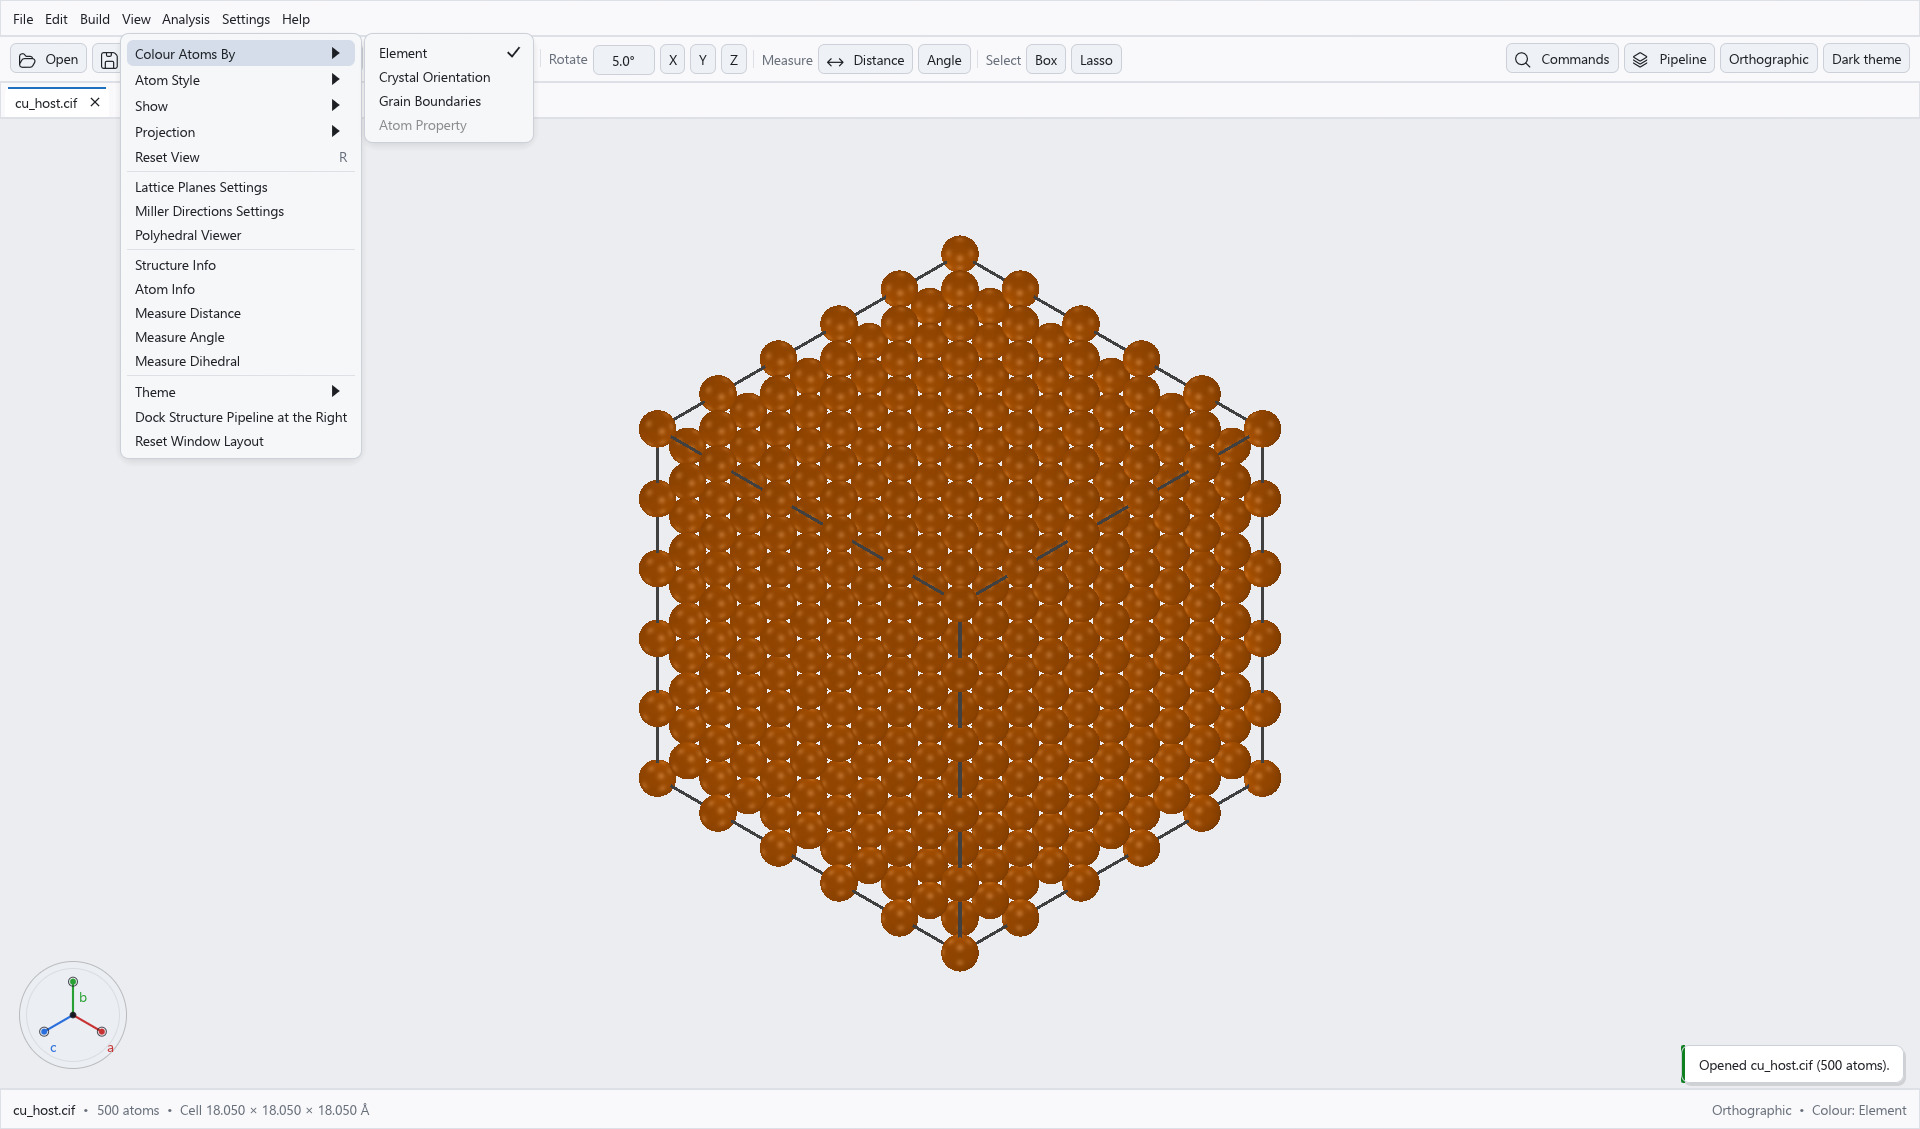 File Edit Build View Analysis Settings Help
Open Rotate 5.0° X Y Z Measure Distance Angle Select Box Lasso Commands Pipeline Orthographic Dark theme
cu_host.cif
Colour Atoms By
Atom Style
Show
Projection
Reset View R
Lattice Planes Settings
Miller Directions Settings
Polyhedral Viewer
Structure Info
Atom Info
Measure Distance
Measure Angle
Measure Dihedral
Theme
Dock Structure Pipeline at the Right
Reset Window Layout
Element
Crystal Orientation
Grain Boundaries
Atom Property
b
c a
Opened cu_host.cif (500 atoms).
cu_host.cif • 500 atoms • Cell 18.050 × 18.050 × 18.050 Å Orthographic • Colour: Element